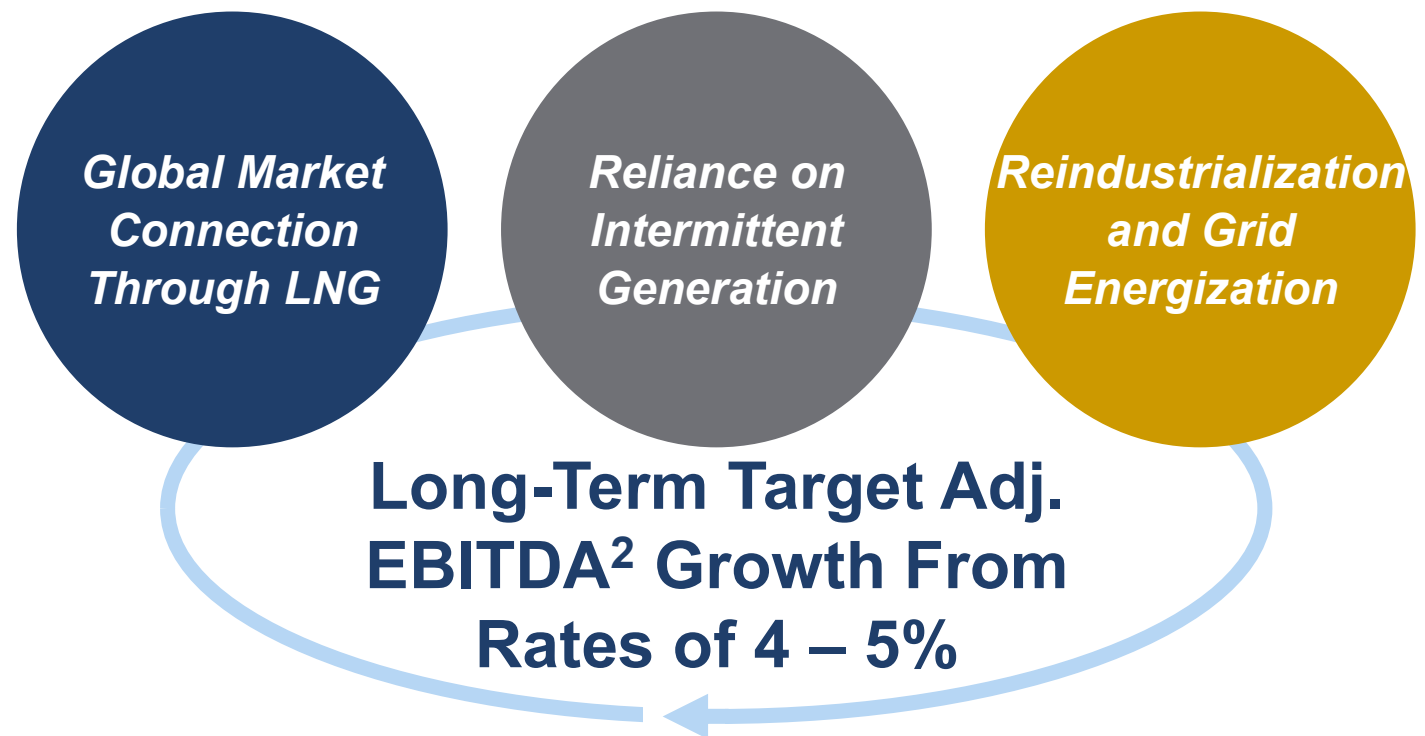 Global Market
Connection
Through LNG
Reliance on
Intermittent
Generation
Reindustrialization
and Grid
Energization
Long-Term Target Adj.
EBITDA² Growth From
Rates of 4 – 5%